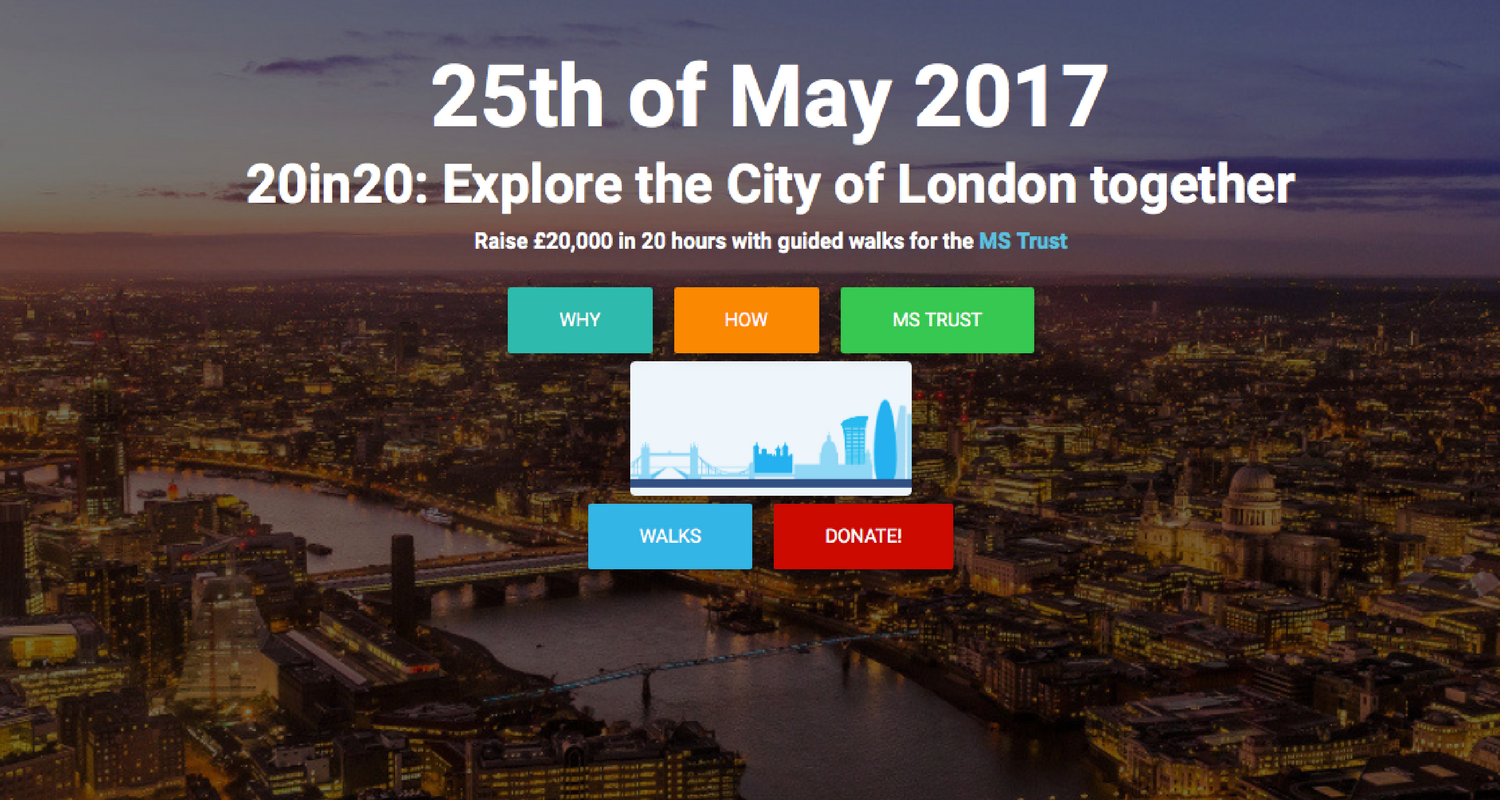 25th of May 2017
20in20: Explore the City of London together
Raise £20,000 in 20 hours with guided walks for the MS Trust
WHY
HOW
MS TRUST
WALKS
DONATE!